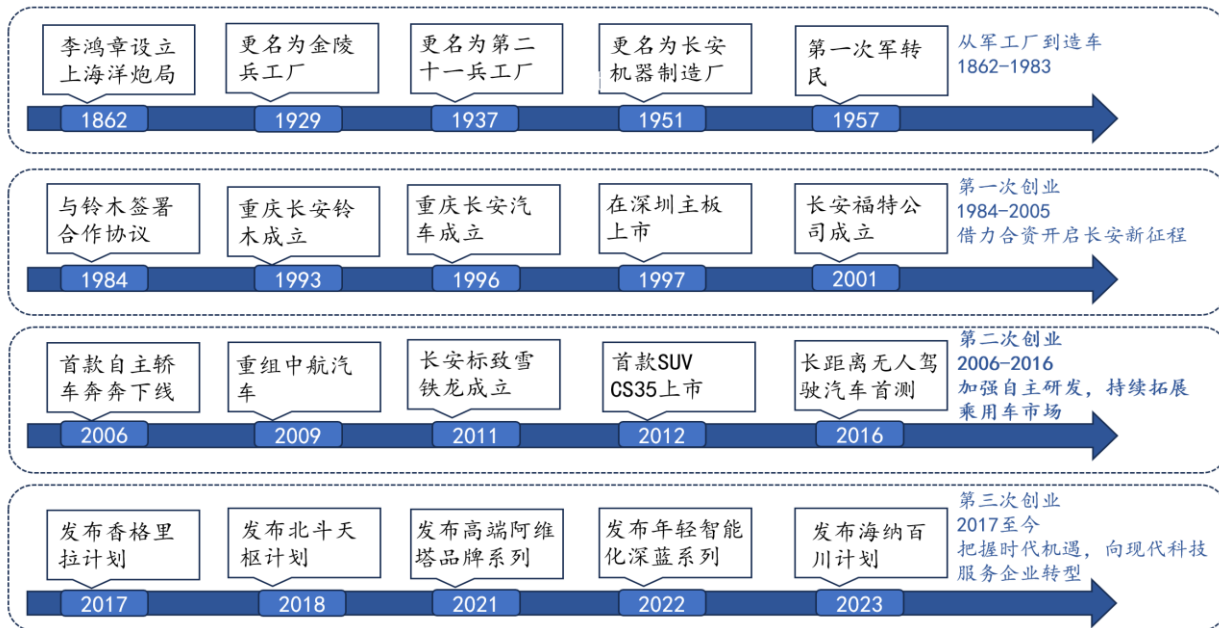 李鸿章设立
上海洋炮局
更名为金陵
兵工厂
更名为第二
十一兵工厂
更名为长安
机器制造厂
第一次军转
民
从军工厂到造车
1862-1983
1862
1929
1937
1951
1957
与铃木签署
合作协议
重庆长安铃
木成立
重庆长安汽
车成立
在深圳主板
上市
长安福特公
司成立
第一次创业
1984-2005
借力合资开启长安新征程
1984
1993
1996
1997
2001
首款自主轿
车奔奔下线
重组中航汽
车
长安标致雪
铁龙成立
首款SUV
CS35上市
长距离无人驾
驶汽车首测
第二次创业
2006-2016
加强自主研发，持续拓展
乘用车市场
2006
2009
2011
2012
2016
发布香格里
拉计划
发布北斗天
枢计划
发布高端阿维
塔品牌系列
发布年轻智能
化深蓝系列
发布海纳百
川计划
第三次创业
2017至今
把握时代机遇，向现代科技
服务企业转型
2017
2018
2021
2022
2023